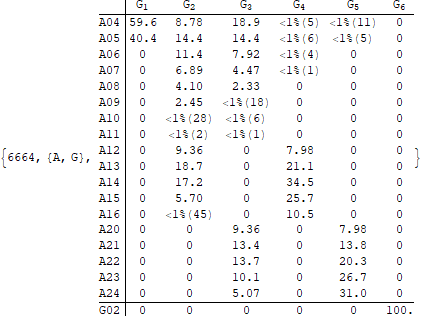 G1 G2 G3 G4 G5 G6
A04 59.6 8.78 18.9 <1%(5) <1%(11) 0
A05 40.4 14.4 14.4 <1%(6) <1%(5) 0
A06 0 11.4 7.92 <1%(4) 0 0
A07 0 6.89 4.47 <1%(1) 0 0
A08 0 4.10 2.33 0 0 0
A09 0 2.45 <1%(18) 0 0 0
A10 0 <1%(28) <1%(6) 0 0 0
A11 0 <1%(2) <1%(1) 0 0 0
{6664, {A, G}, A12 0 9.36 0 7.98 0 0 }
A13 0 18.7 0 21.1 0 0
A14 0 17.2 0 34.5 0 0
A15 0 5.70 0 25.7 0 0
A16 0 <1%(45) 0 10.5 0 0
A20 0 0 9.36 0 7.98 0
A21 0 0 13.4 0 13.8 0
A22 0 0 13.7 0 20.3 0
A23 0 0 10.1 0 26.7 0
A24 0 0 5.07 0 31.0 0
G02 0 0 0 0 0 100.